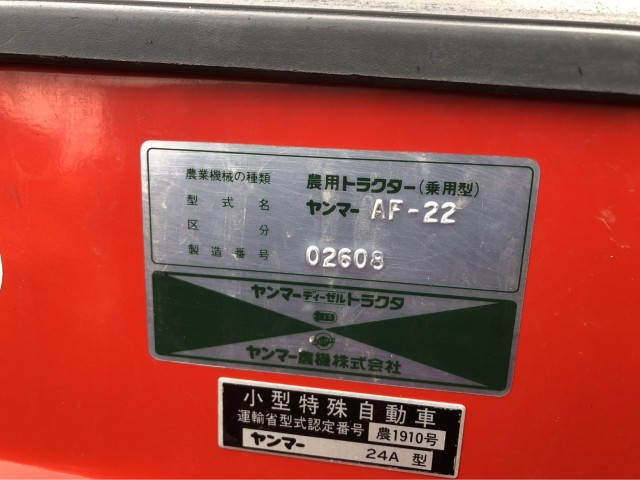 農業機械の種類 農用トラクター(乗用型)
型式名 ヤンマー AF-22
区分
製造番号 02608
ヤンマーディーゼルトラクタ
ヤンマー農機株式会社
小型特殊自動車
運輸省型式認定番号 農1910号
ヤンマー 24A 型